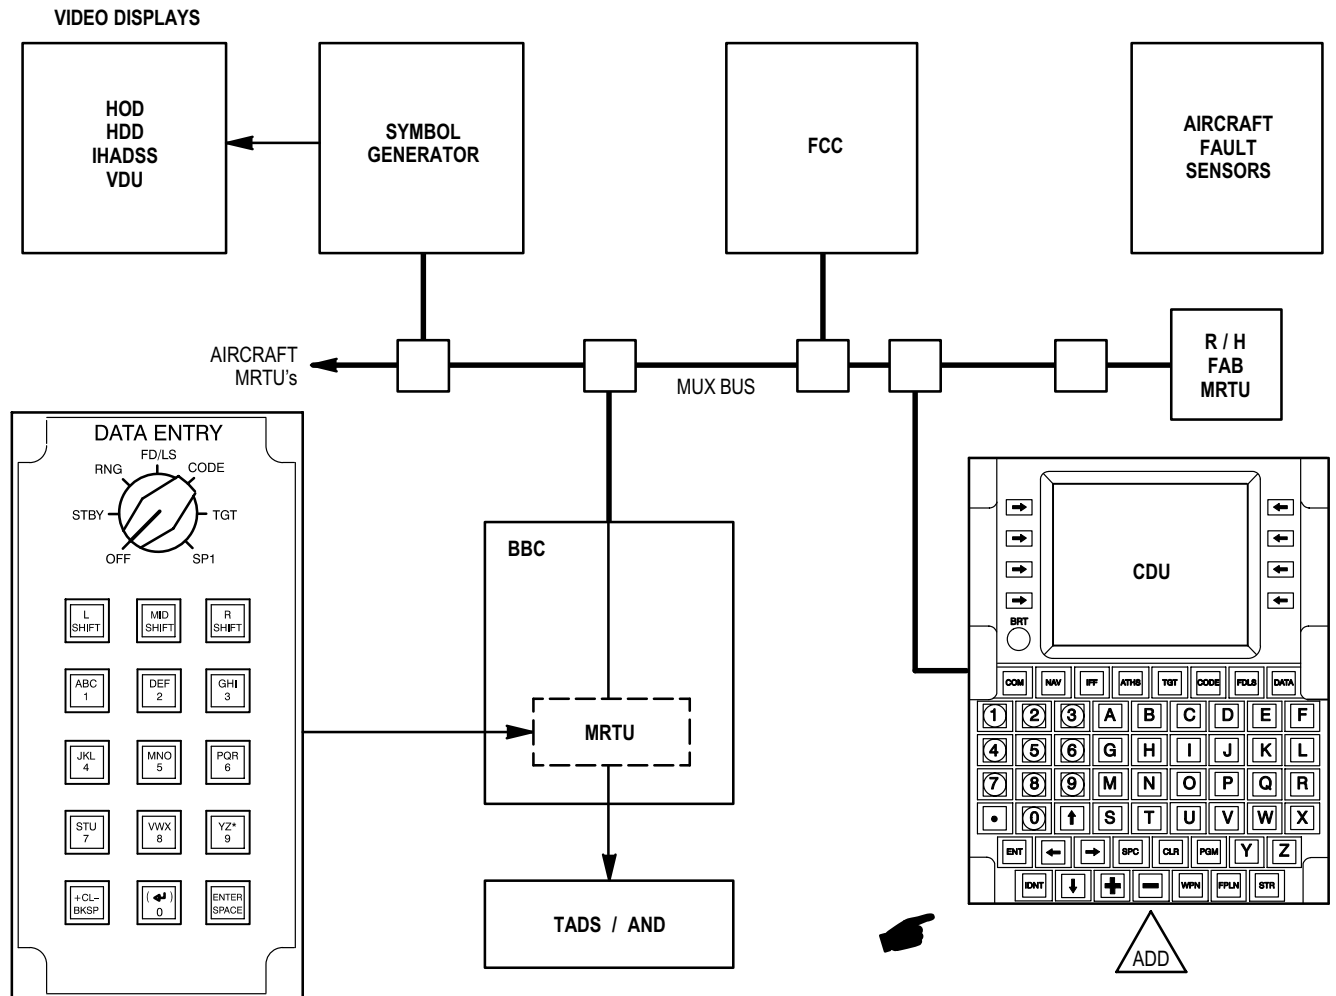 VIDEO DISPLAYS
HOD
HDD
IHADSS
VDU
SYMBOL
GENERATOR
FCC
AIRCRAFT
FAULT
SENSORS
AIRCRAFT
MRTU's
MUX BUS
R / H
FAB
MRTU
DATA ENTRY
FD/LS
RNG
CODE
STBY
TGT
OFF
SP1
L
SHIFT
MID
SHIFT
R
SHIFT
ABC
1
DEF
2
GHI
3
JKL
4
MNO
5
PQR
6
STU
7
VWX
8
YZ*
9
+CL-
BKSP
( )
0
ENTER
SPACE
BBC
MRTU
TADS / AND
CDU
BRT
COM NAV IFF ATHS TGT CODE FDLS DATA
1 2 3 A B C D E F
4 5 6 G H I J K L
7 8 9 M N O P Q R
• 0 S T U V W X
ENT SPC CLR PGM Y Z
IDNT + − WPN FPLN STR
ADD